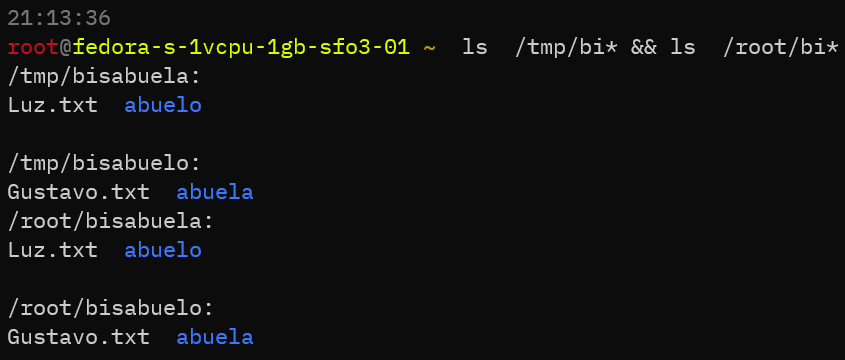 21:13:36
root@fedora-s-1vcpu-1gb-sfo3-01 ~  ls  /tmp/bi* && ls  /root/bi*
/tmp/bisabuela:
Luz.txt  abuelo

/tmp/bisabuelo:
Gustavo.txt  abuela
/root/bisabuela:
Luz.txt  abuelo

/root/bisabuelo:
Gustavo.txt  abuela